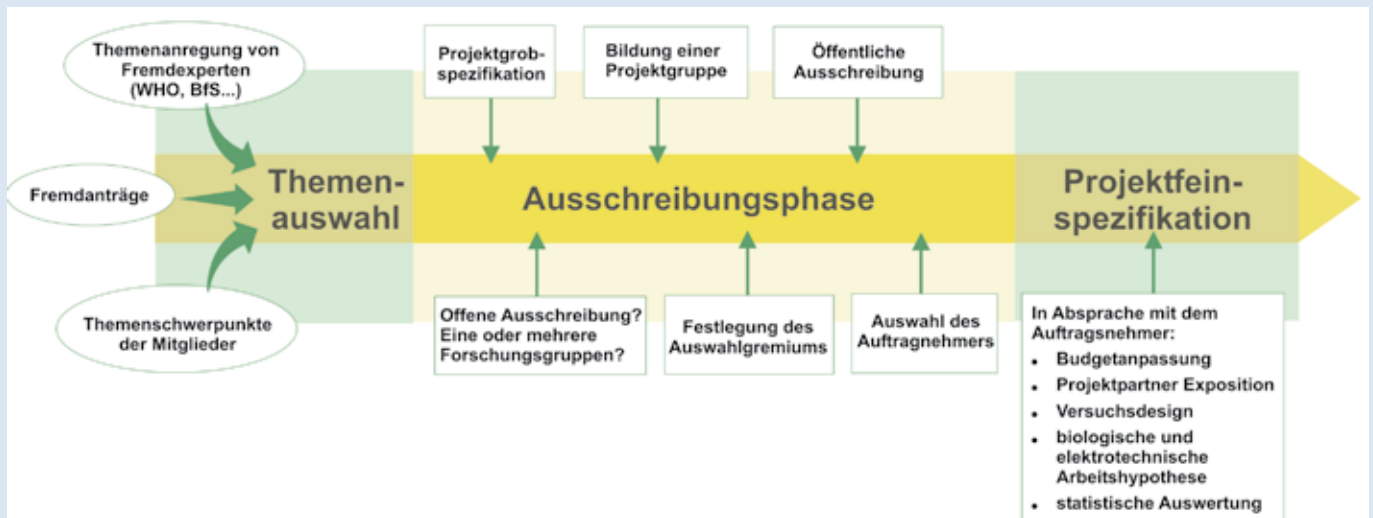 Themenanregung von
Fremdexperten
(WHO, BfS...)
Fremdanträge
Themenschwerpunkte
der Mitglieder
Themen-
auswahl
Projektgrob-
spezifikation
Bildung einer
Projektgruppe
Öffentliche
Ausschreibung
Ausschreibungsphase
Offene Ausschreibung?
Eine oder mehrere
Forschungsgruppen?
Festlegung des
Auswahlgremiums
Auswahl des
Auftragnehmers
Projektfein-
spezifikation
In Absprache mit dem
Auftragsnehmer:
• Budgetanpassung
• Projektpartner Exposition
• Versuchsdesign
• biologische und
elektrotechnische
Arbeitshypothese
• statistische Auswertung